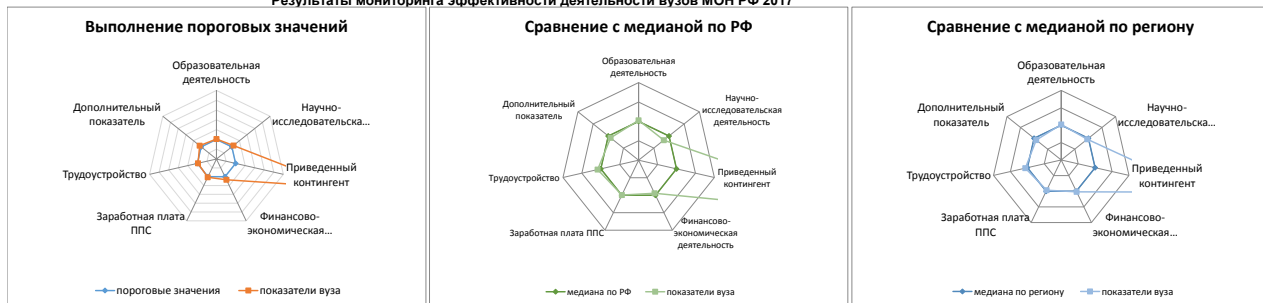 Результаты мониторинга эффективности деятельности вузов МОН РФ 2017
Выполнение пороговых значений
Образовательная
деятельность
Научно-
исследовательска...
Приведенный
контингент
Финансово-
экономическая...
Заработная плата
ППС
Трудоустройство
Дополнительный
показатель
пороговые значения
показатели вуза
Сравнение с медианой по РФ
Образовательная
деятельность
Научно-
исследовательская
деятельность
Приведенный
контингент
Финансово-
экономическая
деятельность
Заработная плата ППС
Трудоустройство
Дополнительный
показатель
медиана по РФ
показатели вуза
Сравнение с медианой по региону
Образовательная
деятельность
Научно-
исследовательска...
Приведенный
контингент
Финансово-
экономическая...
Заработная плата
ППС
Трудоустройство
Дополнительный
показатель
медиана по региону
показатели вуза